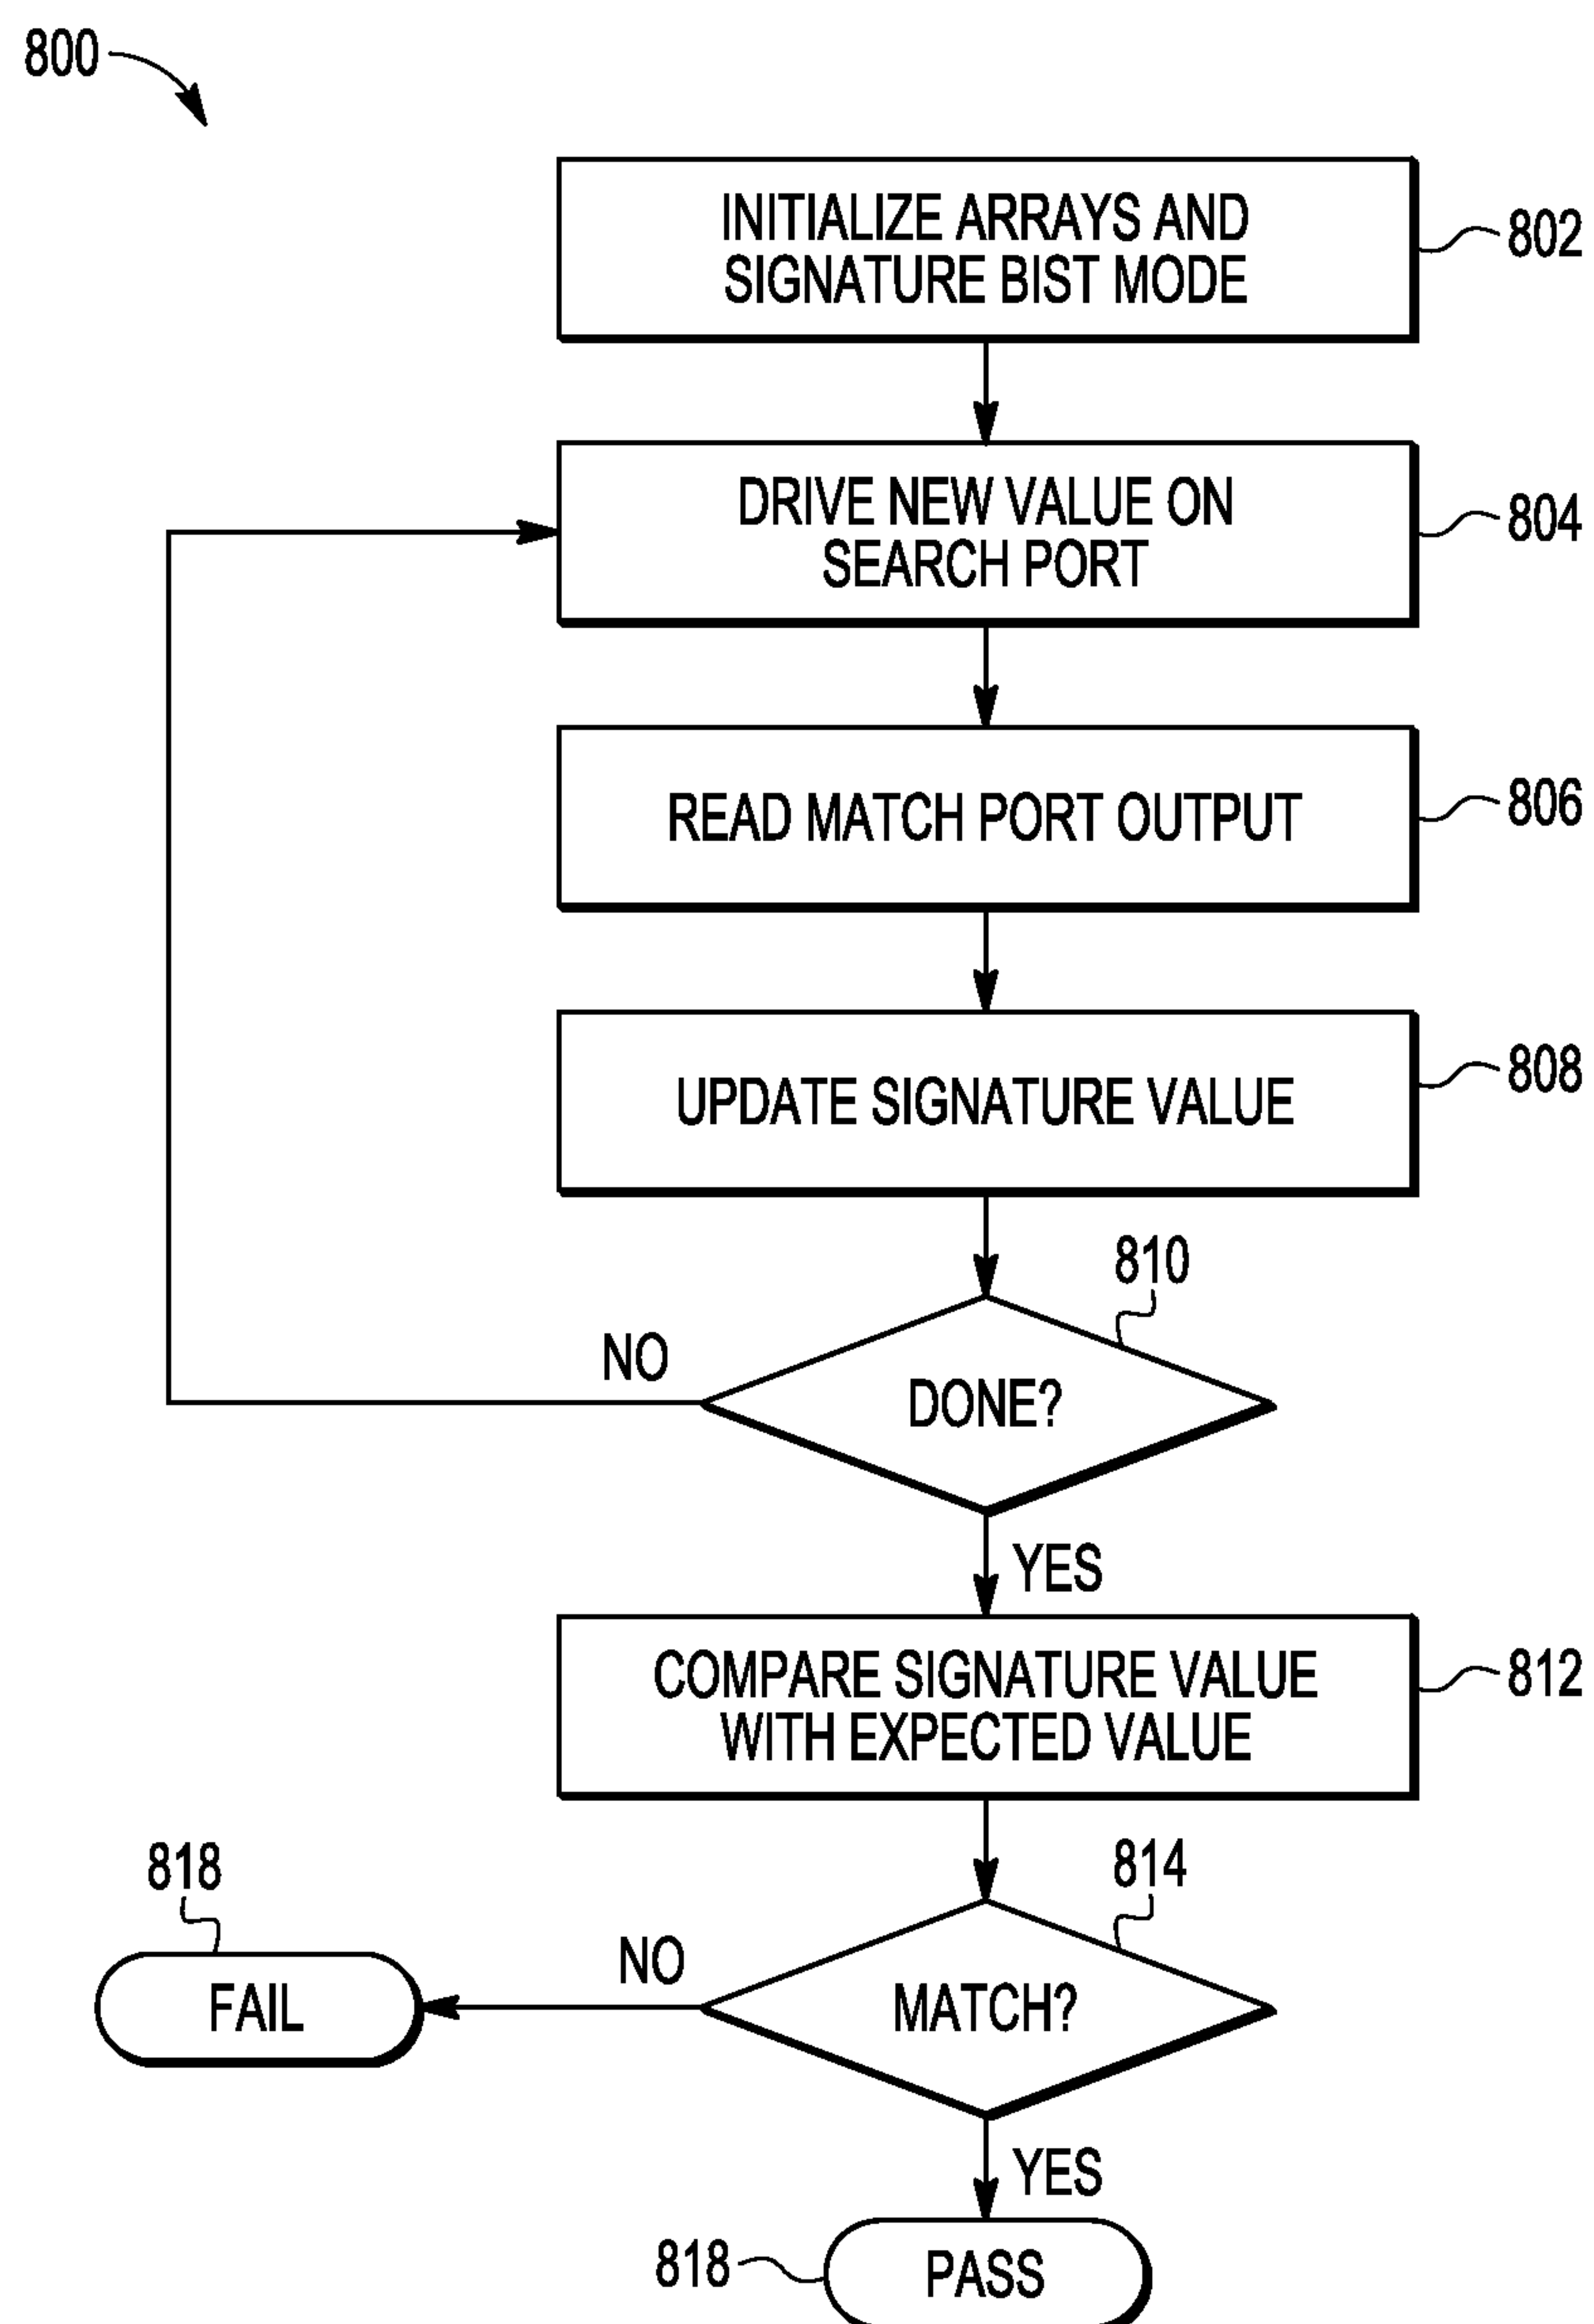 800
INITIALIZE ARRAYS AND
SIGNATURE BIST MODE
802
DRIVE NEW VALUE ON
SEARCH PORT
804
READ MATCH PORT OUTPUT
806
UPDATE SIGNATURE VALUE
808
810
NO
DONE?
YES
COMPARE SIGNATURE VALUE
WITH EXPECTED VALUE
812
818
814
FAIL
NO
MATCH?
YES
818
PASS